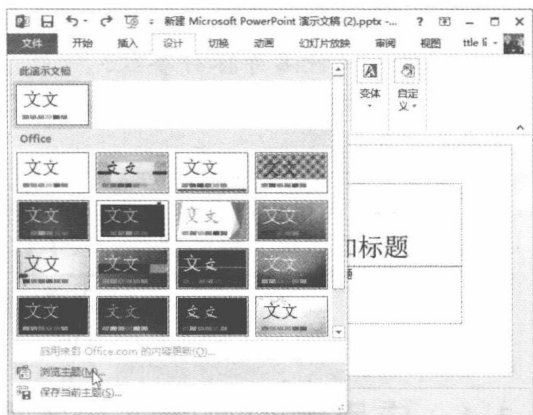 新建 Microsoft PowerPoint 演示文稿 (2).pptx -... ?
文件 开始 插入 设计 切换 动画 幻灯片放映 审阅 视图 ttle li
此演示文稿
文文
变体 自定义
Office
文文 文文 文文 文文
文文 文文 文文 文文
加标题
文文 文文 文文 文文
文文 文文 文文 文文
启用来自 Office.com 的内容更新(O)...
浏览主题(M)...
保存当前主题(S)...